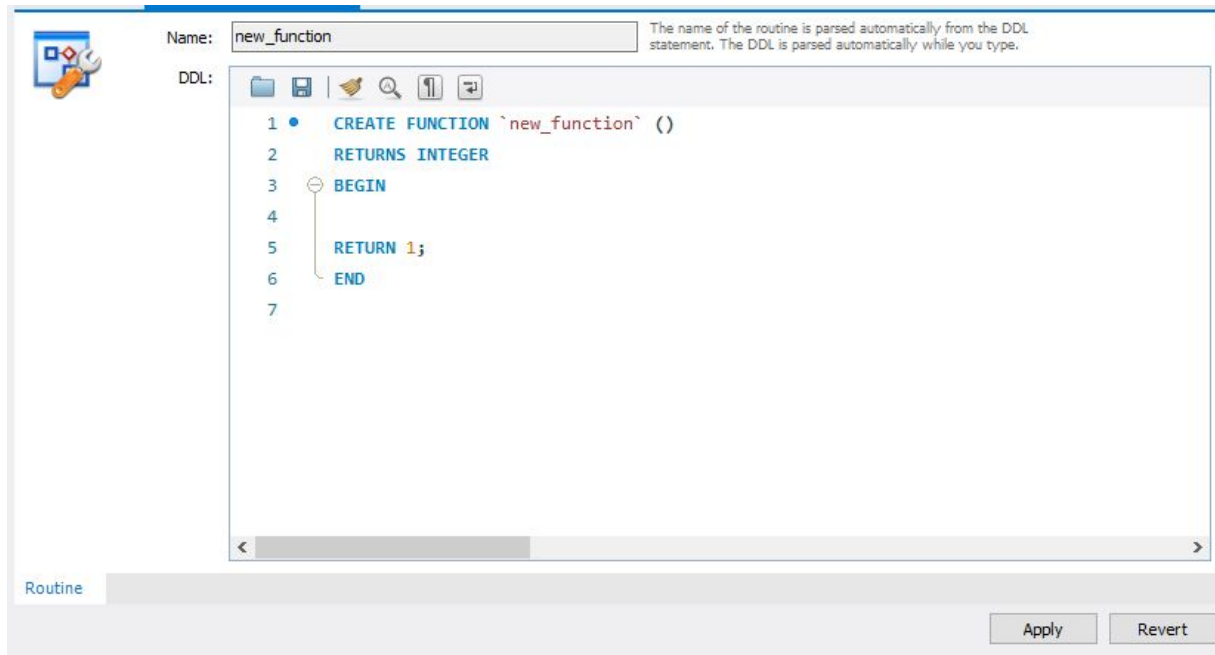 Name: new_function The name of the routine is parsed automatically from the DDL
statement. The DDL is parsed automatically while you type.
DDL:
1 CREATE FUNCTION `new_function` ()
2 RETURNS INTEGER
3 BEGIN
4
5 RETURN 1;
6 END
7
Routine
Apply Revert